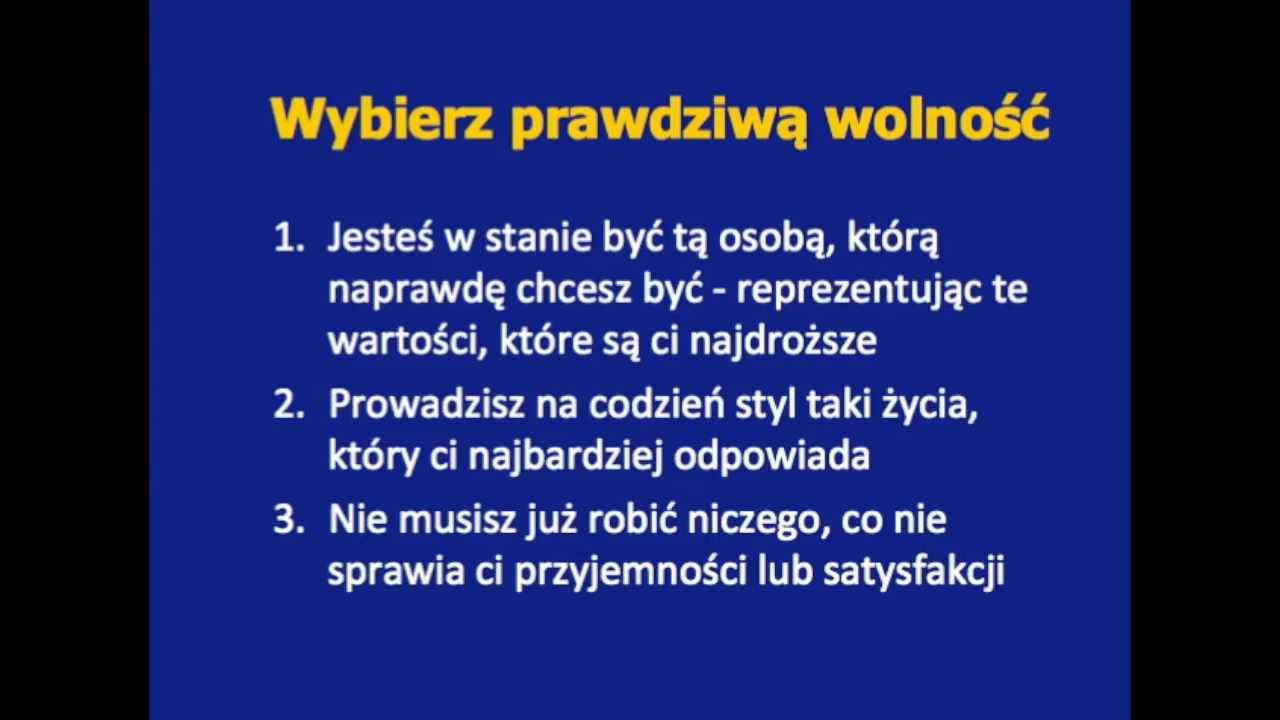 Wybierz prawdziwą wolność
1. Jesteś w stanie być tą osobą, którą
naprawdę chcesz być - reprezentując te
wartości, które są ci najdroższe
2. Prowadzisz na codzień styl taki życia,
który ci najbardziej odpowiada
3. Nie musisz już robić niczego, co nie
sprawia ci przyjemności lub satysfakcji